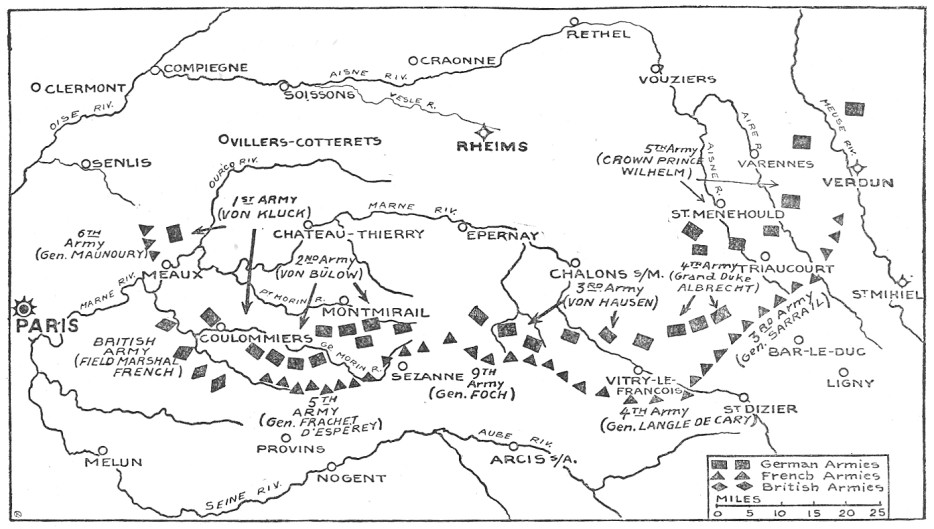 RETHEL
CRAONNE
COMPIEGNE
AISNE RIV.
VOUZIERS
CLERMONT
SOISSONS
VESLE R.
OISE RIV.
MEUSE RIV.
AIRE R.
VILLERS-COTTERETS
RHEIMS
5TH Army
(CROWN PRINCE
WILHELM)
AISNE R.
VARENNES
SENLIS
OURCQ RIV.
VERDUN
1ST ARMY
(VON KLUCK)
MARNE RIV.
ST. MENEHOULD
6TH
Army
(Gen. MAUNOURY)
CHATEAU-THIERRY
EPERNAY
2ND Army
(VON BÜLOW)
MEAUX
CHALONS S/M.
3RD Army
(VON HAUSEN)
4TH Army
(Grand Duke
ALBRECHT)
TRIAUCOURT
MARNE RIV.
PT MORIN R.
MONTMIRAIL
ST MIHIEL
PARIS
BRITISH
ARMY
(FIELD MARSHAL
FRENCH)
COULOMMIERS
GD. MORIN R.
3RD Army
(Gen. SARRAIL)
BAR-LE-DUC
SEZANNE
9TH
Army
(Gen. FOCH)
VITRY-LE-
FRANCOIS
LIGNY
5TH
ARMY
(Gen. FRACHET
D'ESPEREY)
4TH Army
(Gen. LANGLE DE CARY)
ST DIZIER
PROVINS
AUBE RIV.
MELUN
ARCIS S/A.
NOGENT
SEINE RIV.
German Armies
French Armies
British Armies
MILES
0 5 10 15 20 25